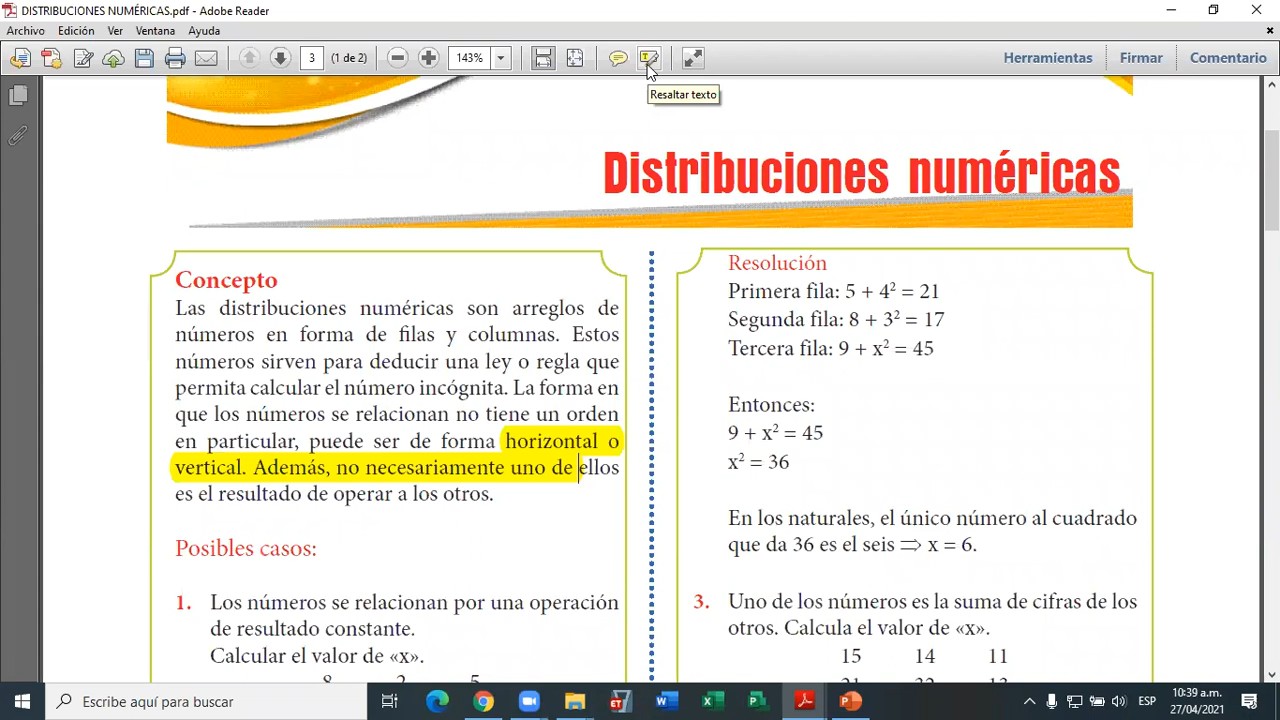 DISTRIBUCIONES NUMÉRICAS.pdf - Adobe Reader
Archivo Edición Ver Ventana Ayuda
3 (1 de 2) 143% Herramientas Firmar Comentario
Resaltar texto
Distribuciones numéricas
Concepto
Las distribuciones numéricas son arreglos de
números en forma de filas y columnas. Estos
números sirven para deducir una ley o regla que
permita calcular el número incógnita. La forma en
que los números se relacionan no tiene un orden
en particular, puede ser de forma horizontal o
vertical. Además, no necesariamente uno de ellos
es el resultado de operar a los otros.
Posibles casos:
1. Los números se relacionan por una operación
de resultado constante.
Calcular el valor de «x».
8 2 5
Resolución
Primera fila: 5 + 4² = 21
Segunda fila: 8 + 3² = 17
Tercera fila: 9 + x² = 45
Entonces:
9 + x² = 45
x² = 36
En los naturales, el único número al cuadrado
que da 36 es el seis ⇒ x = 6.
3. Uno de los números es la suma de cifras de los
otros. Calcula el valor de «x».
15 14 11
Escribe aquí para buscar
ESP
10:39 a.m.
27/04/2021